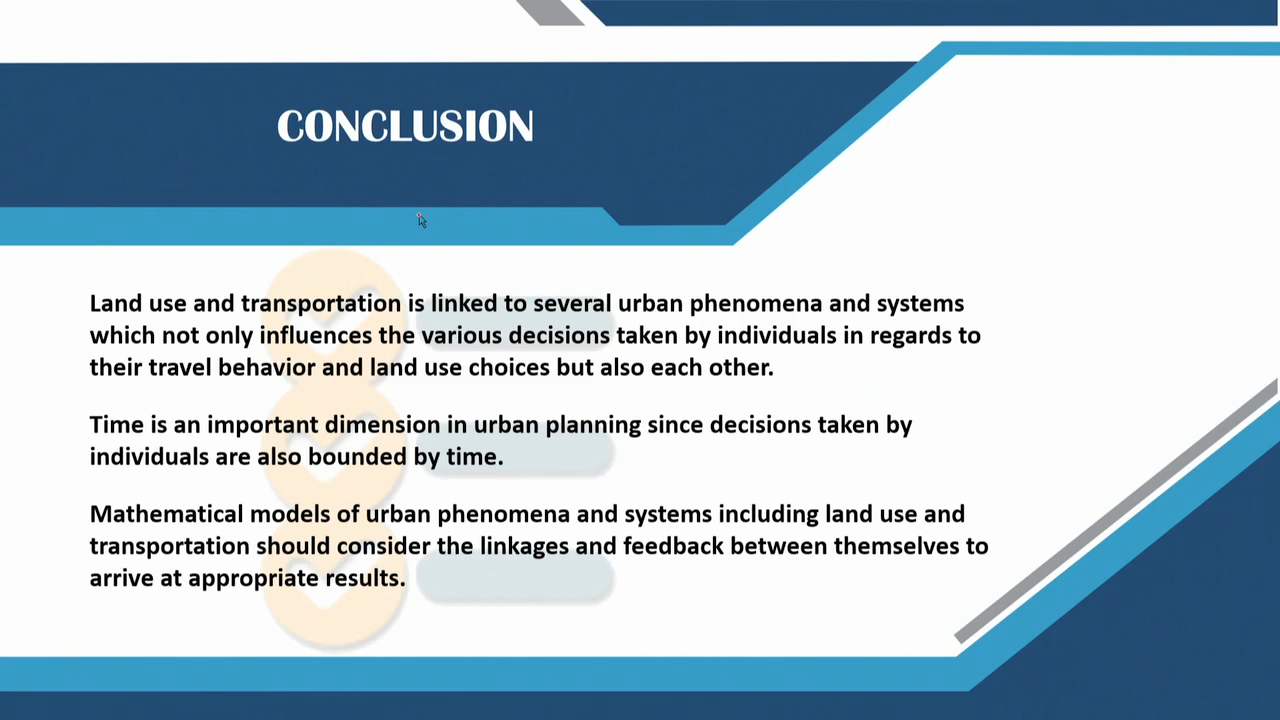 CONCLUSION
Land use and transportation is linked to several urban phenomena and systems
which not only influences the various decisions taken by individuals in regards to
their travel behavior and land use choices but also each other.
Time is an important dimension in urban planning since decisions taken by
individuals are also bounded by time.
Mathematical models of urban phenomena and systems including land use and
transportation should consider the linkages and feedback between themselves to
arrive at appropriate results.